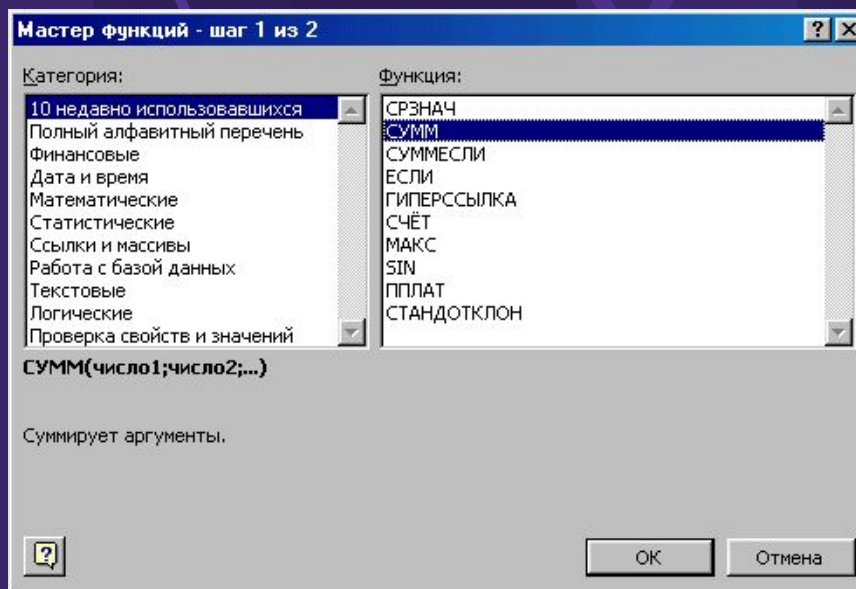 Мастер функций - шаг 1 из 2
Категория:
10 недавно использовавшихся
Полный алфавитный перечень
Финансовые
Дата и время
Математические
Статистические
Ссылки и массивы
Работа с базой данных
Текстовые
Логические
Проверка свойств и значений
Функция:
СРЗНАЧ
СУММ
СУММЕСЛИ
ЕСЛИ
ГИПЕРССЫЛКА
СЧЁТ
МАКС
SIN
ППЛАТ
СТАНДОТКЛОН
СУММ(число1;число2;...)
Суммирует аргументы.
ОК
Отмена